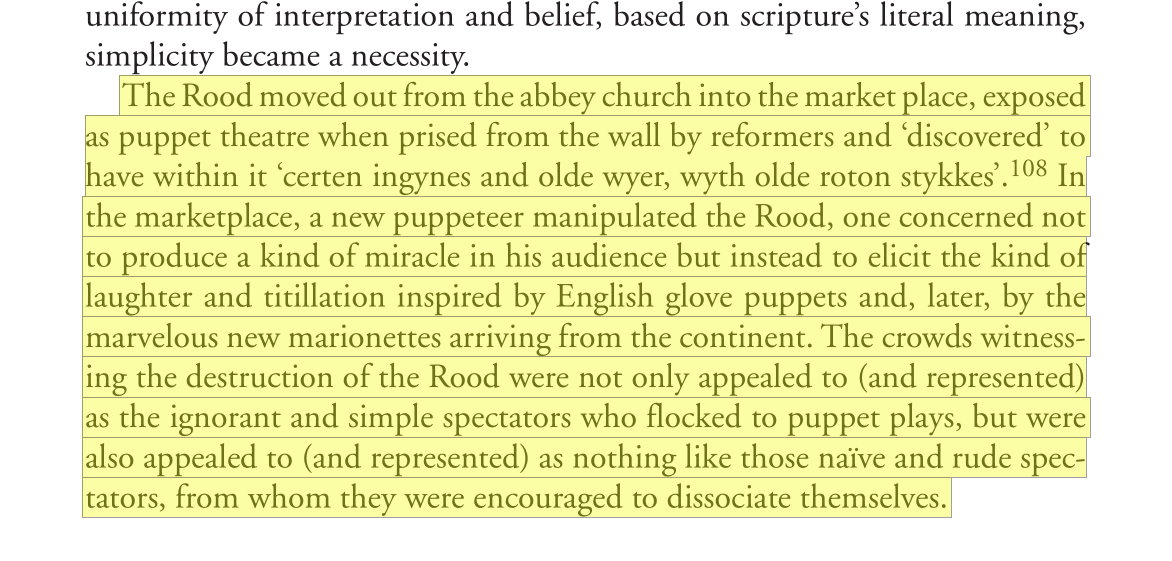 uniformity of interpretation and belief, based on scripture’s literal meaning,
simplicity became a necessity.
The Rood moved out from the abbey church into the market place, exposed
as puppet theatre when prised from the wall by reformers and ‘discovered’ to
have within it ‘certen ingynes and olde wyer, wyth olde roton stykkes’.108 In
the marketplace, a new puppeteer manipulated the Rood, one concerned not
to produce a kind of miracle in his audience but instead to elicit the kind of
laughter and titillation inspired by English glove puppets and, later, by the
marvelous new marionettes arriving from the continent. The crowds witness-
ing the destruction of the Rood were not only appealed to (and represented)
as the ignorant and simple spectators who flocked to puppet plays, but were
also appealed to (and represented) as nothing like those naïve and rude spec-
tators, from whom they were encouraged to dissociate themselves.